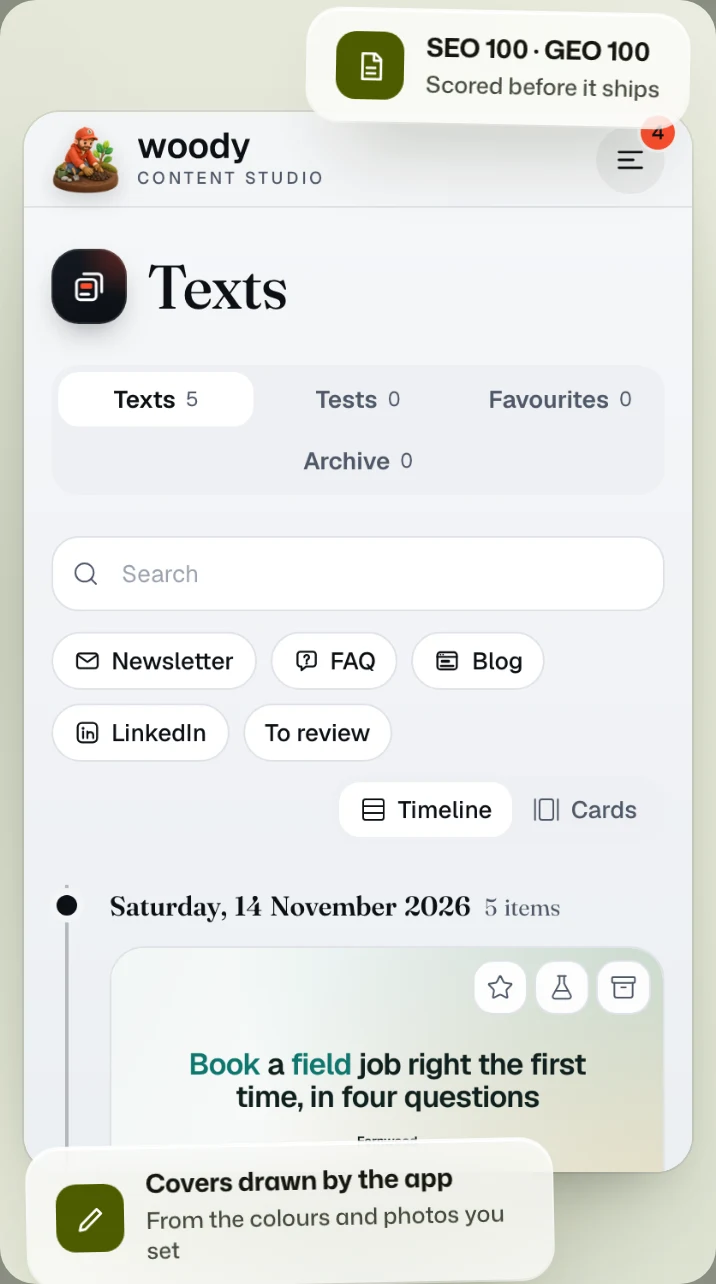 SEO 100 · GEO 100
Scored before it ships
4
woody
CONTENT STUDIO
Texts
Texts 5
Tests 0
Favourites 0
Archive 0
Search
Newsletter
FAQ
Blog
LinkedIn
To review
Timeline
Cards
Saturday, 14 November 2026 5 items
Book a field job right the first
time, in four questions
Covers drawn by the app
From the colours and photos you
set